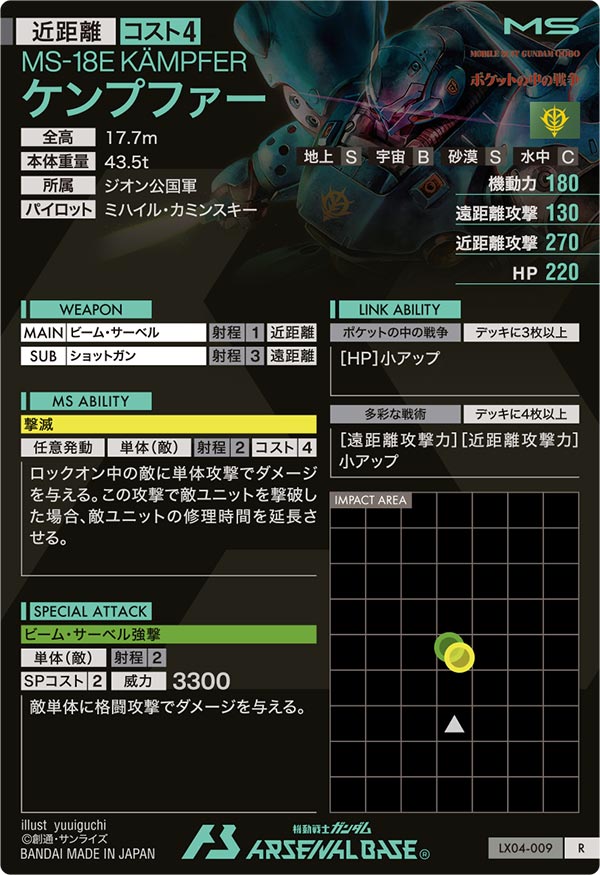 近距離 コスト4
MS
MS-18E KÄMPFER
ケンプファー
MOBILE SUIT GUNDAM 0080
ポケットの中の戦争
全高 17.7m
本体重量 43.5t
所属 ジオン公国軍
パイロット ミハイル・カミンスキー
地上 S 宇宙 B 砂漠 S 水中 C
機動力 180
遠距離攻撃 130
近距離攻撃 270
HP 220
WEAPON
MAIN ビーム・サーベル 射程 1 近距離
SUB ショットガン 射程 3 遠距離
MS ABILITY
撃滅
任意発動 単体(敵) 射程 2 コスト 4
ロックオン中の敵に単体攻撃でダメージ
を与える。この攻撃で敵ユニットを撃破し
た場合、敵ユニットの修理時間を延長さ
せる。
SPECIAL ATTACK
ビーム・サーベル強撃
単体(敵) 射程 2
SPコスト 2 威力 3300
敵単体に格闘攻撃でダメージを与える。
LINK ABILITY
ポケットの中の戦争 デッキに3枚以上
[HP]小アップ
多彩な戦術 デッキに4枚以上
[遠距離攻撃力][近距離攻撃力]
小アップ
IMPACT AREA
illust yuuiguchi
©創通・サンライズ
BANDAI MADE IN JAPAN
機動戦士ガンダム
ARSENAL BASE®
LX04-009 R